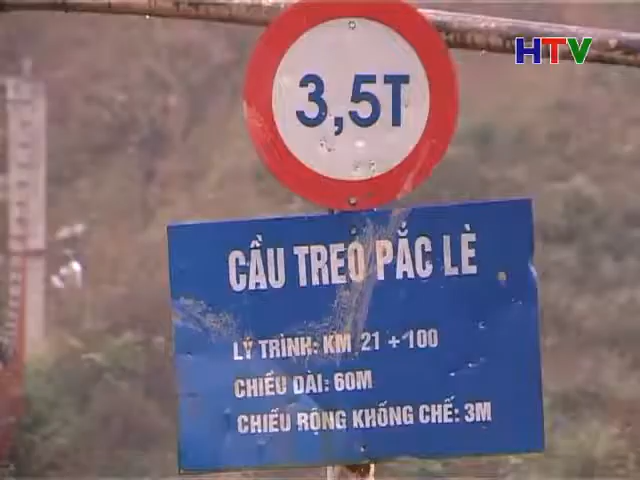 HTV
3,5T
CẦU TREO PẮC LÈ
LÝ TRÌNH: KM 21 + 100
CHIỀU DÀI: 60M
CHIỀU RỘNG KHỐNG CHẾ: 3M